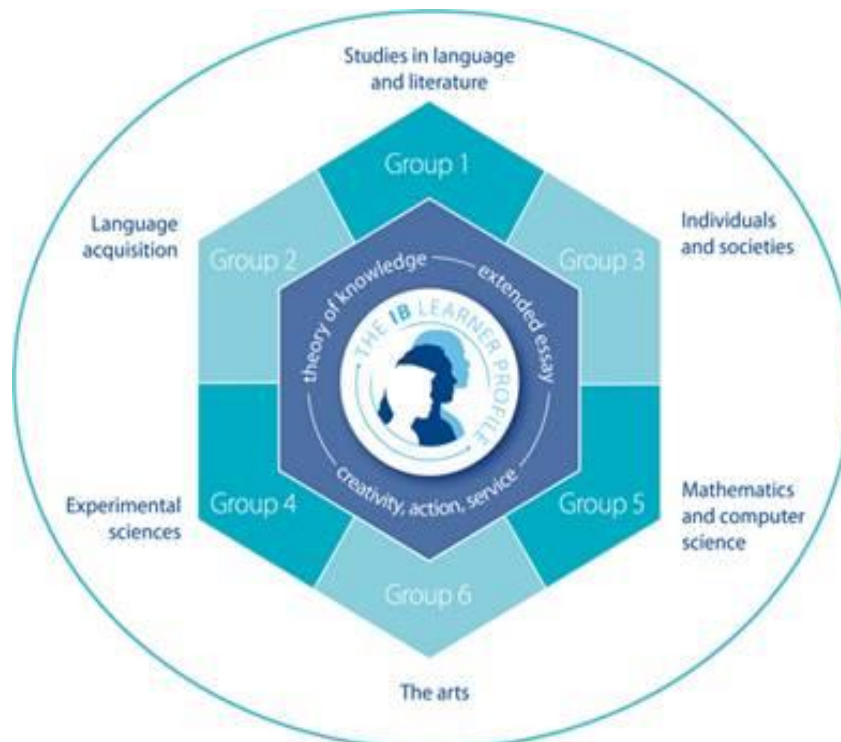 Studies in language
and literature
Group 1
Language
acquisition
Group 2
Individuals
and societies
Group 3
theory of knowledge
extended essay
THE IB LEARNER PROFILE
creativity, action, service
Experimental
sciences
Group 4
Mathematics
and computer
science
Group 5
Group 6
The arts